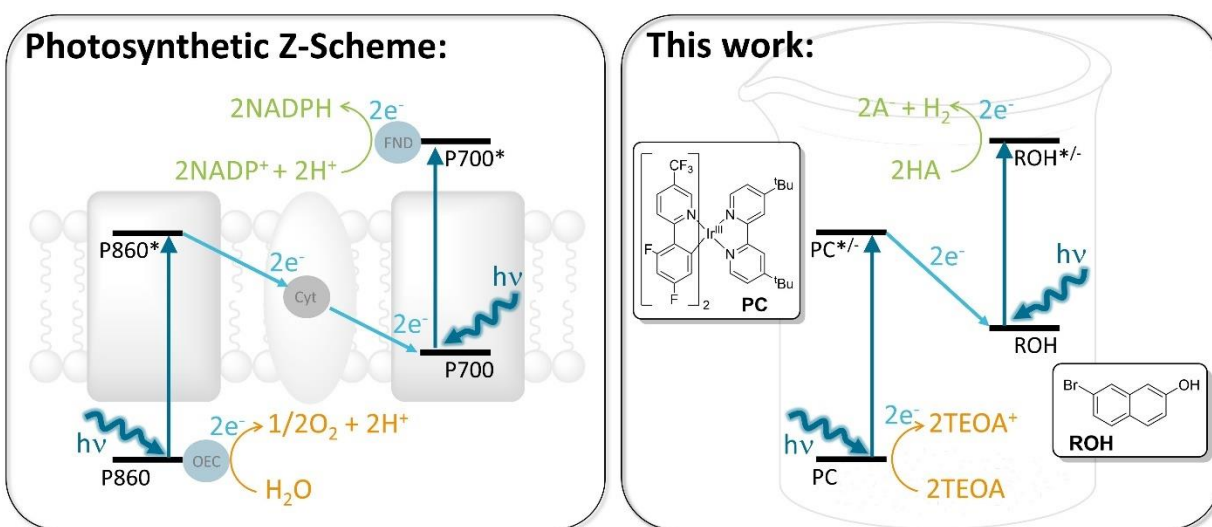 Photosynthetic Z-Scheme:
2NADPH
2e⁻
FND
P700*
2NADP⁺ + 2H⁺
P860*
2e⁻
Cyt
hν
2e⁻
P700
2e⁻
1/2O₂ + 2H⁺
hν
OEC
P860
H₂O
This work:
2A⁻ + H₂
2e⁻
ROH*/-
2HA
CF₃
tBu
N
N
IrIII
F
N
tBu
F
2
PC
PC*/-
2e⁻
hν
ROH
Br
OH
ROH
2e⁻
2TEOA⁺
hν
PC
2TEOA